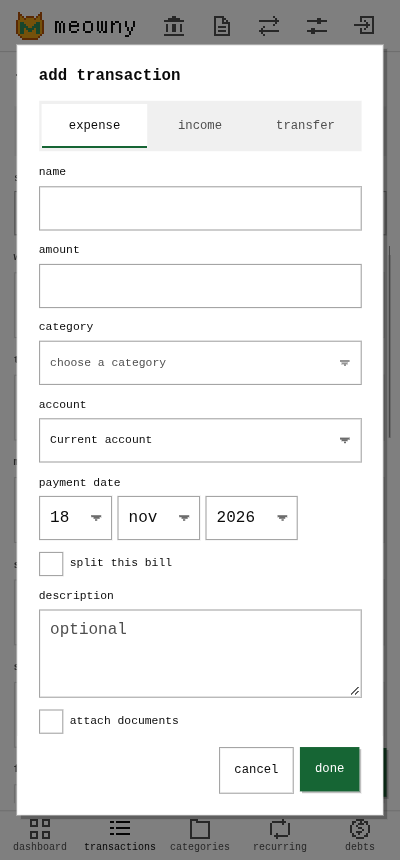 meowny
add transaction
expense income transfer
name
amount
category
choose a category
account
Current account
payment date
18 nov 2026
split this bill
description
optional
attach documents
cancel done
dashboard transactions categories recurring debts